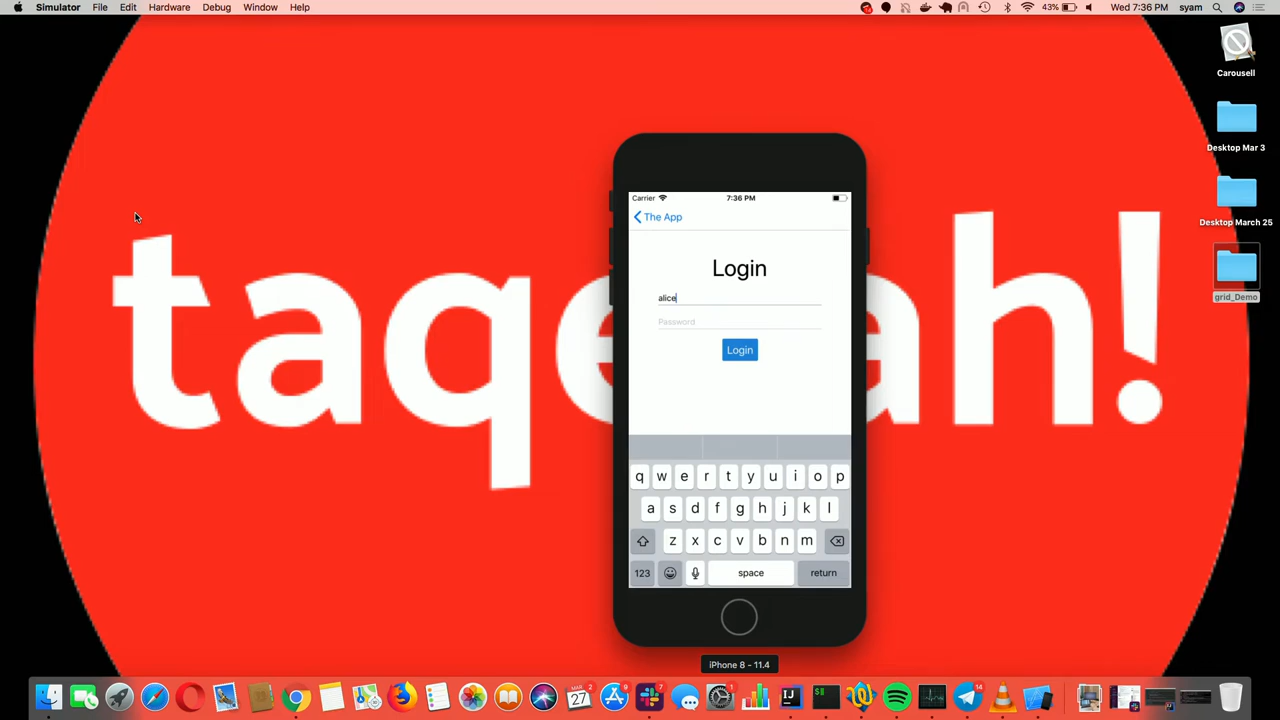 Simulator File Edit Hardware Debug Window Help 43% Wed 7:36 PM syam
Carousell
Desktop Mar 3
Desktop March 25
grid_Demo
taqe ah!
Carrier 7:36 PM
The App
Login
alice
Password
Login
q w e r t y u i o p
a s d f g h j k l
z x c v b n m
123 space return
iPhone 8 - 11.4